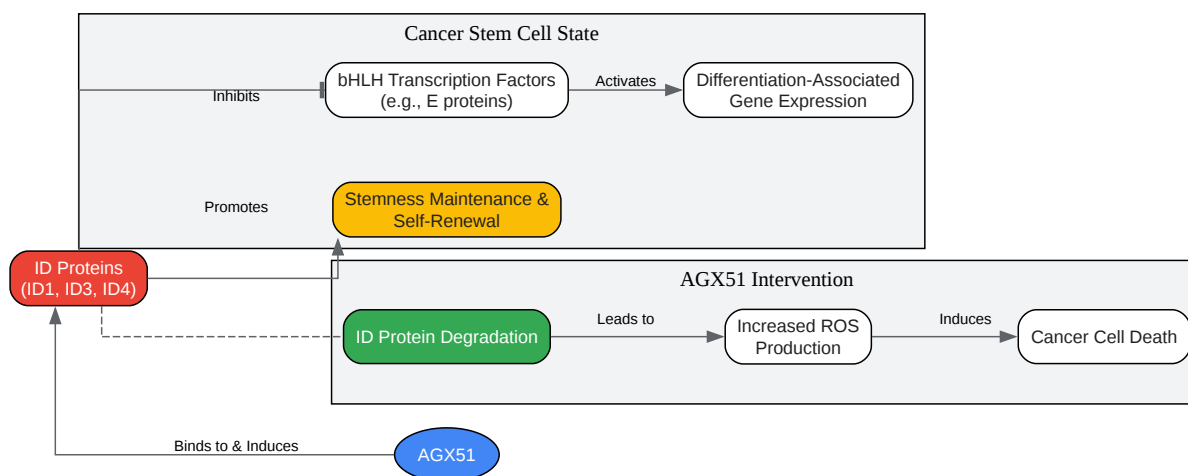 Cancer Stem Cell State
Inhibits
bHLH Transcription Factors
(e.g., E proteins)
Activates
Differentiation-Associated
Gene Expression
Promotes
Stemness Maintenance &
Self-Renewal
ID Proteins
(ID1, ID3, ID4)
AGX51 Intervention
ID Protein Degradation
Leads to
Increased ROS
Production
Induces
Cancer Cell Death
Binds to & Induces
AGX51